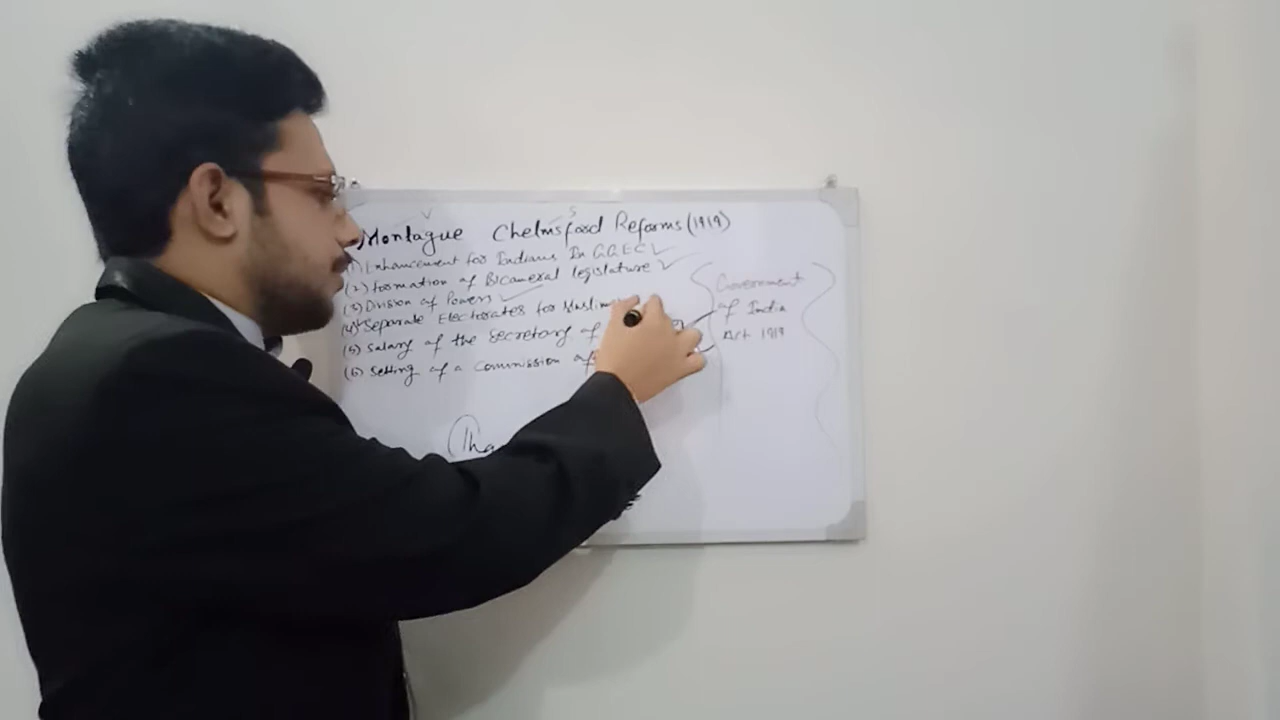 Montague Chelmsford Reforms (1919)
(1) Enhancement for Indians In G.G.E.C
(2) formation of Bicameral legislature
(3) Division of Powers
(4) Separate Electorates for Muslims
(5) Salary of the Secretary of
(6) Setting of a Commission
Government
of India
Act 1919